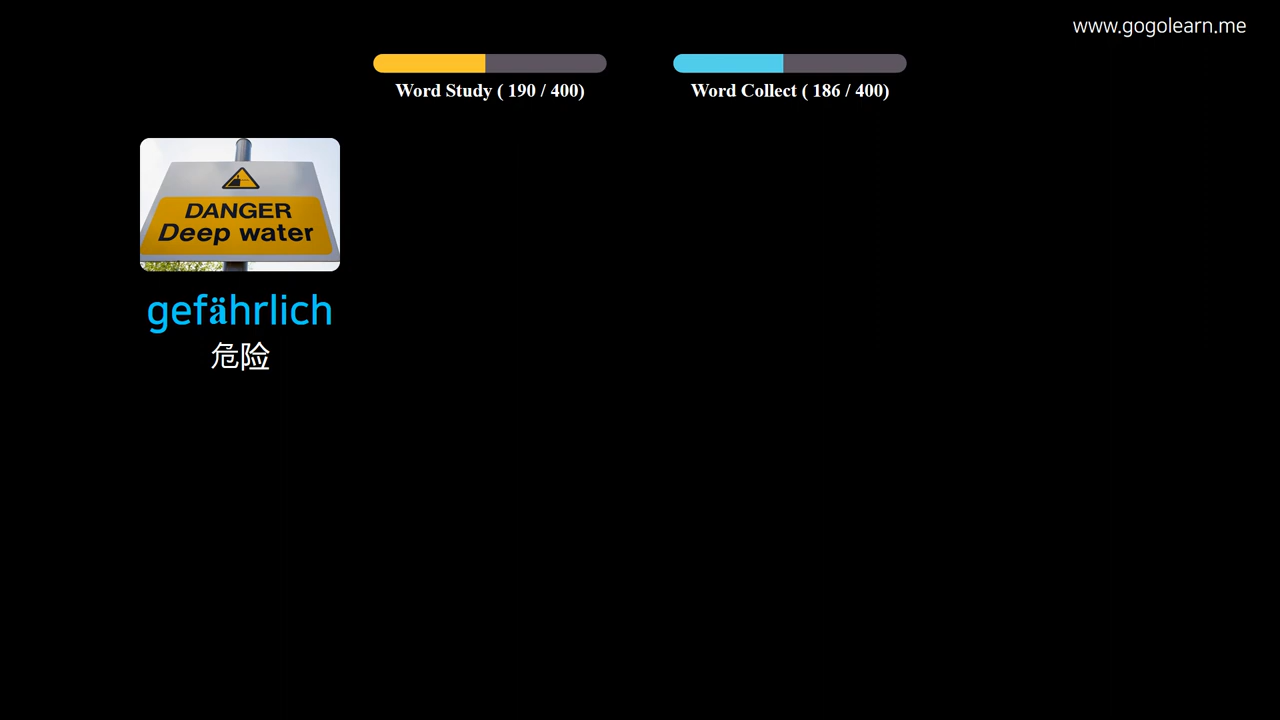 www.gogolearn.me
Word Study ( 190 / 400)
Word Collect ( 186 / 400)
DANGER
Deep water
gefährlich
危险